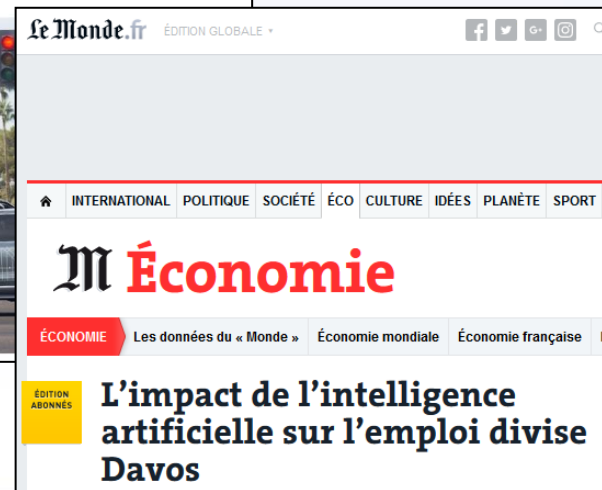 Le Monde.fr ÉDITION GLOBALE
INTERNATIONAL POLITIQUE SOCIÉTÉ ÉCO CULTURE IDÉES PLANÈTE SPORT
M Économie
ÉCONOMIE Les données du « Monde » Économie mondiale Économie française
ÉDITION
ABONNÉS
L’impact de l’intelligence
artificielle sur l’emploi divise
Davos